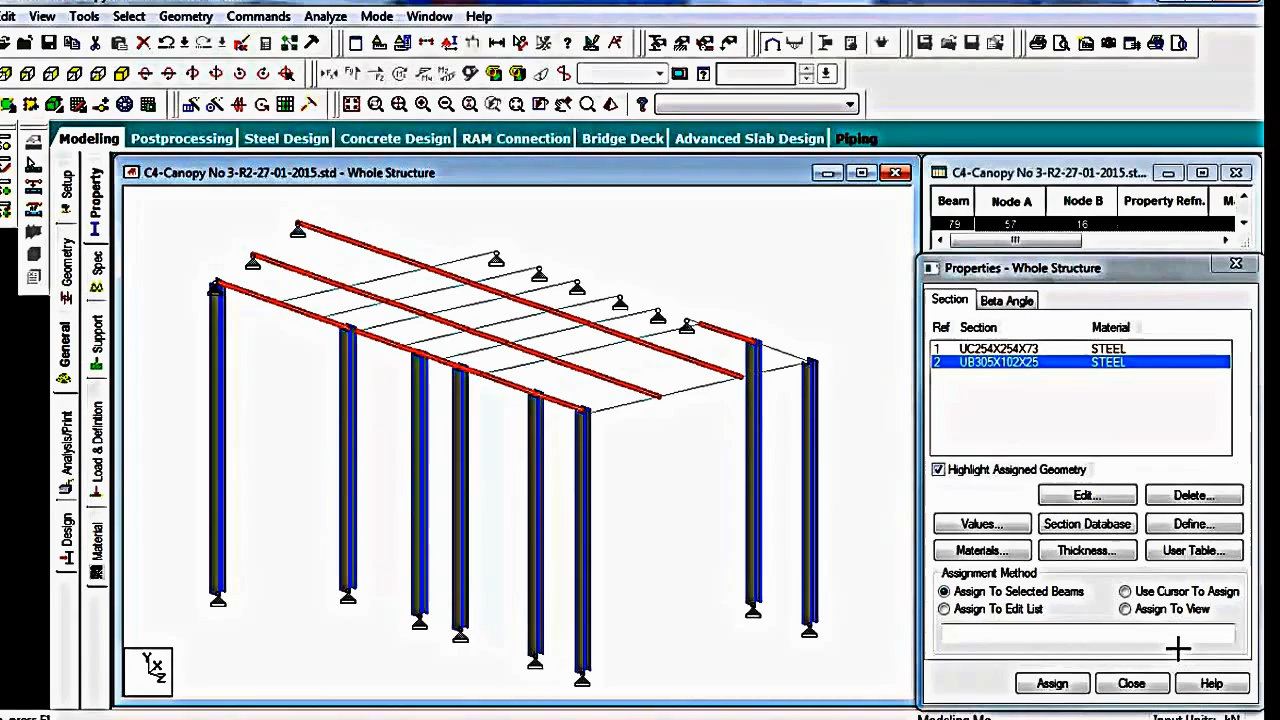 View Tools Select Geometry Commands Analyze Mode Window Help
Modeling Postprocessing Steel Design Concrete Design RAM Connection Bridge Deck Advanced Slab Design Piping
Setup
Geometry
General
Analysis/Print
Design
Property
Spec
Support
Load & Definition
Material
C4-Canopy No 3-R2-27-01-2015.std - Whole Structure
Y
X
Z
C4-Canopy No 3-R2-27-01-2015.st...
Beam Node A Node B Property Refn.
79 57 16
Properties - Whole Structure
Section Beta Angle
Ref Section Material
1 UC254X254X73 STEEL
2 UB305X102X25 STEEL
Highlight Assigned Geometry
Edit... Delete...
Values... Section Database Define...
Materials... Thickness... User Table...
Assignment Method
Assign To Selected Beams Use Cursor To Assign
Assign To Edit List Assign To View
Assign Close Help